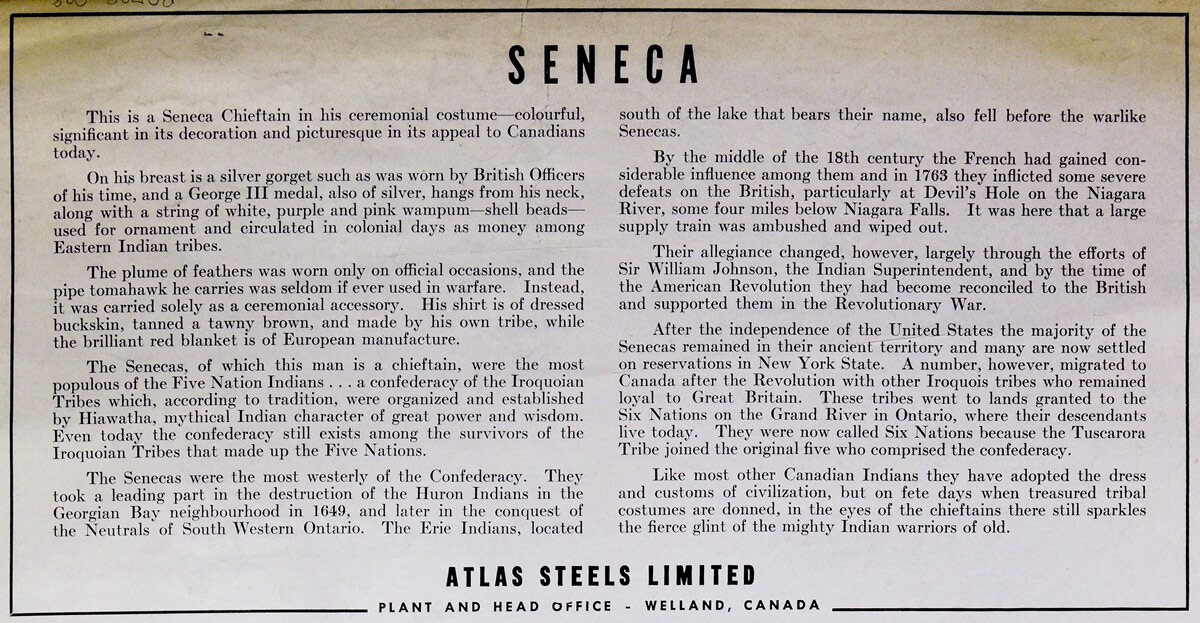 SENECA
This is a Seneca Chieftain in his ceremonial costume—colourful,
significant in its decoration and picturesque in its appeal to Canadians
today.
On his breast is a silver gorget such as was worn by British Officers
of his time, and a George III medal, also of silver, hangs from his neck,
along with a string of white, purple and pink wampum—shell beads—
used for ornament and circulated in colonial days as money among
Eastern Indian tribes.
The plume of feathers was worn only on official occasions, and the
pipe tomahawk he carries was seldom if ever used in warfare. Instead,
it was carried solely as a ceremonial accessory. His shirt is of dressed
buckskin, tanned a tawny brown, and made by his own tribe, while
the brilliant red blanket is of European manufacture.
The Senecas, of which this man is a chieftain, were the most
populous of the Five Nation Indians . . . a confederacy of the Iroquoian
Tribes which, according to tradition, were organized and established
by Hiawatha, mythical Indian character of great power and wisdom.
Even today the confederacy still exists among the survivors of the
Iroquoian Tribes that made up the Five Nations.
The Senecas were the most westerly of the Confederacy. They
took a leading part in the destruction of the Huron Indians in the
Georgian Bay neighbourhood in 1649, and later in the conquest of
the Neutrals of South Western Ontario. The Erie Indians, located
south of the lake that bears their name, also fell before the warlike
Senecas.
By the middle of the 18th century the French had gained con-
siderable influence among them and in 1763 they inflicted some severe
defeats on the British, particularly at Devil's Hole on the Niagara
River, some four miles below Niagara Falls. It was here that a large
supply train was ambushed and wiped out.
Their allegiance changed, however, largely through the efforts of
Sir William Johnson, the Indian Superintendent, and by the time of
the American Revolution they had become reconciled to the British
and supported them in the Revolutionary War.
After the independence of the United States the majority of the
Senecas remained in their ancient territory and many are now settled
on reservations in New York State. A number, however, migrated to
Canada after the Revolution with other Iroquois tribes who remained
loyal to Great Britain. These tribes went to lands granted to the
Six Nations on the Grand River in Ontario, where their descendants
live today. They were now called Six Nations because the Tuscarora
Tribe joined the original five who comprised the confederacy.
Like most other Canadian Indians they have adopted the dress
and customs of civilization, but on fete days when treasured tribal
costumes are donned, in the eyes of the chieftains there still sparkles
the fierce glint of the mighty Indian warriors of old.
ATLAS STEELS LIMITED
PLANT AND HEAD OFFICE - WELLAND, CANADA